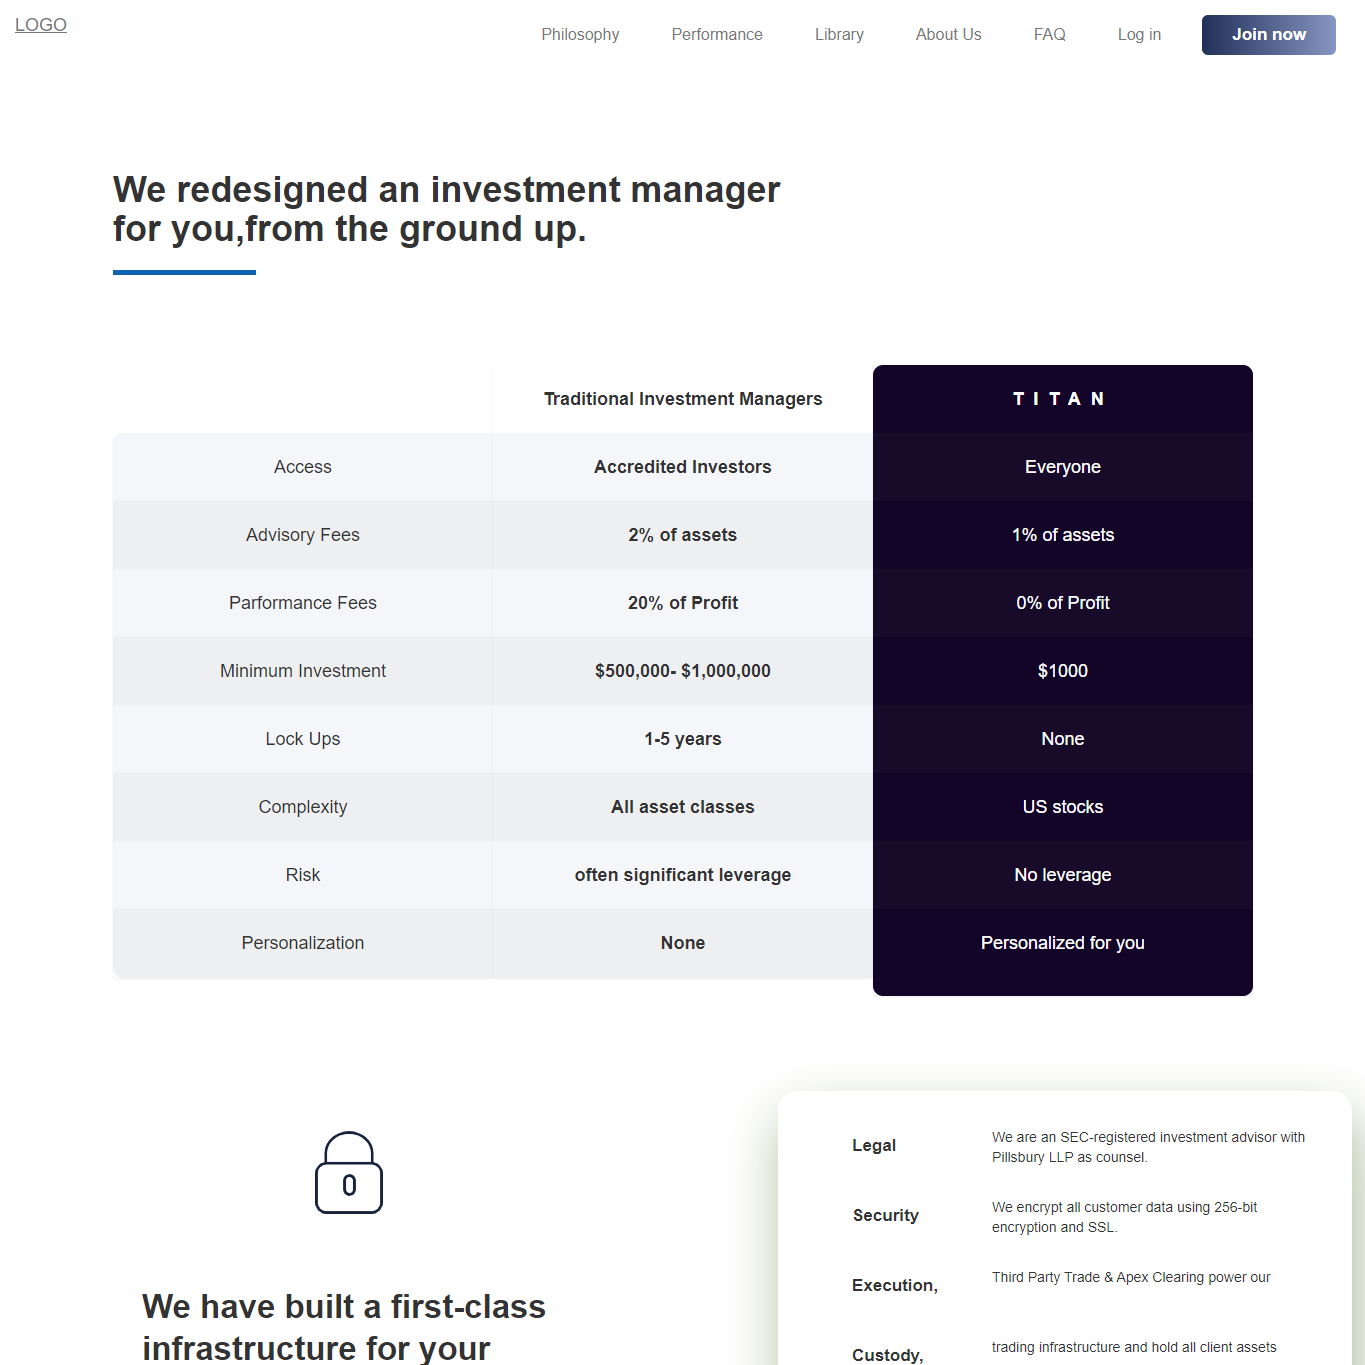 LOGO
Philosophy Performance Library About Us FAQ Log in Join now
We redesigned an investment manager
for you,from the ground up.
Traditional Investment Managers TITAN
Access Accredited Investors Everyone
Advisory Fees 2% of assets 1% of assets
Parformance Fees 20% of Profit 0% of Profit
Minimum Investment $500,000- $1,000,000 $1000
Lock Ups 1-5 years None
Complexity All asset classes US stocks
Risk often significant leverage No leverage
Personalization None Personalized for you
We have built a first-class
infrastructure for your
Legal
We are an SEC-registered investment advisor with
Pillsbury LLP as counsel.
Security
We encrypt all customer data using 256-bit
encryption and SSL.
Execution,
Third Party Trade & Apex Clearing power our
Custody,
trading infrastructure and hold all client assets